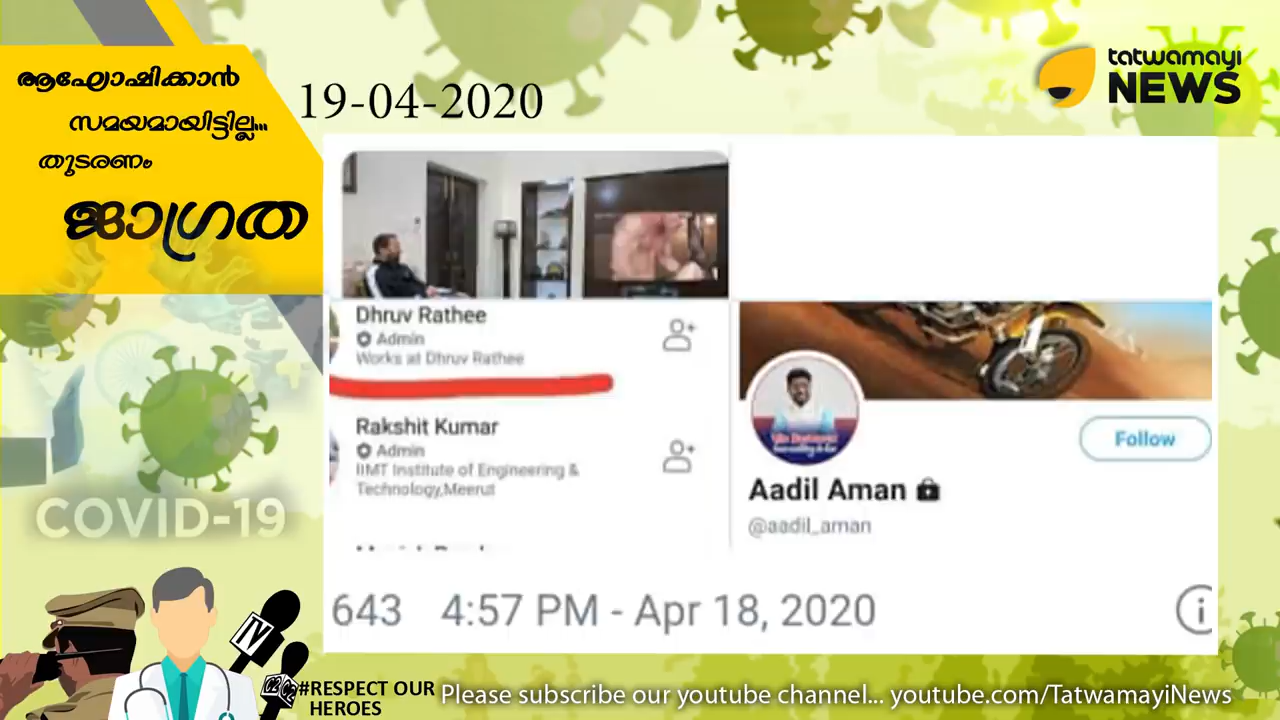 ആഘോഷിക്കാൻ
സമയമായിട്ടില്ല...
തുടരണം
ജാഗ്രത
19-04-2020
tatwamayi
NEWS
Dhruv Rathee
Admin
Works at Dhruv Rathee
Rakshit Kumar
Admin
IIMT Institute of Engineering &
Technology,Meerut
Follow
Aadil Aman
@aadil_aman
643 4:57 PM - Apr 18, 2020
COVID-19
TV
#RESPECT OUR
HEROES
Please subscribe our youtube channel... youtube.com/TatwamayiNews